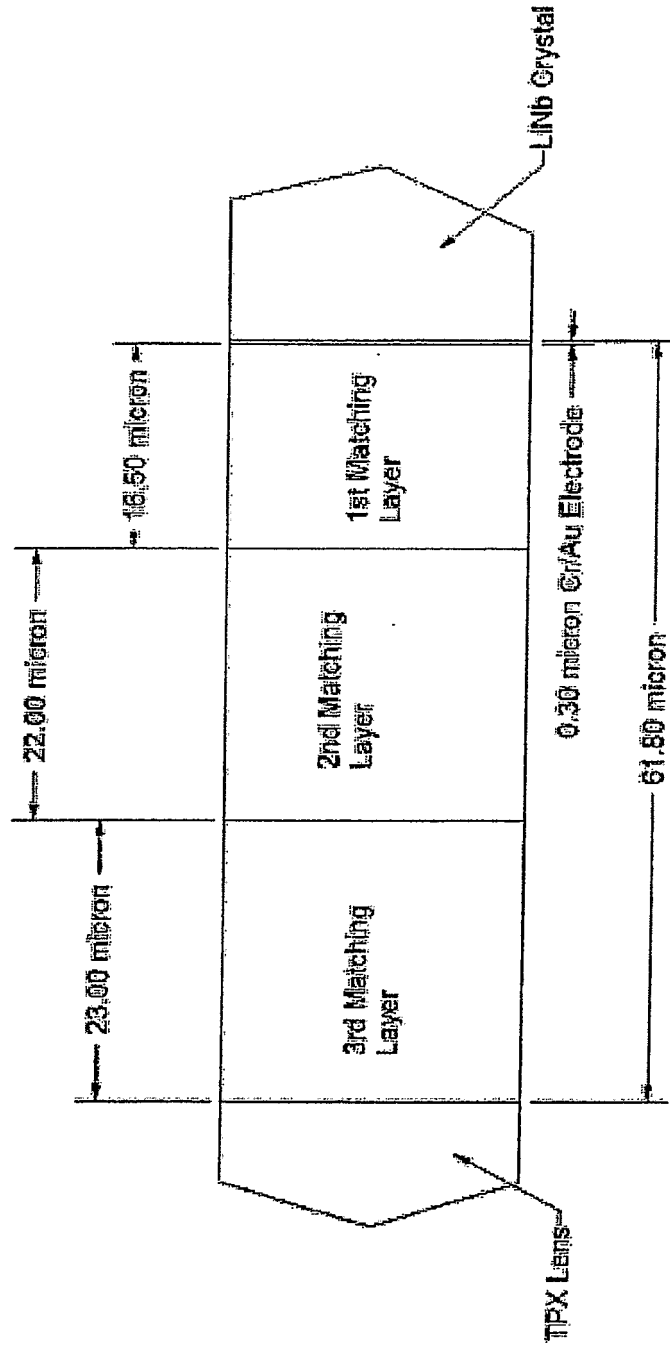 22.00 micron
23.00 micron
16.50 micron
3rd Matching
Layer
2nd Matching
Layer
1st Matching
Layer
TPX Lens
LiNb Crystal
0.30 micron Cr/Au Electrode
61.80 micron